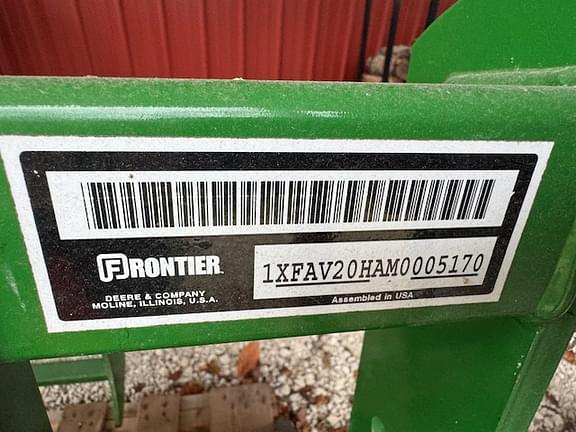 FRONTIER
DEERE & COMPANY
MOLINE, ILLINOIS, U.S.A.
1XFAV20HAM0005170
Assembled in USA